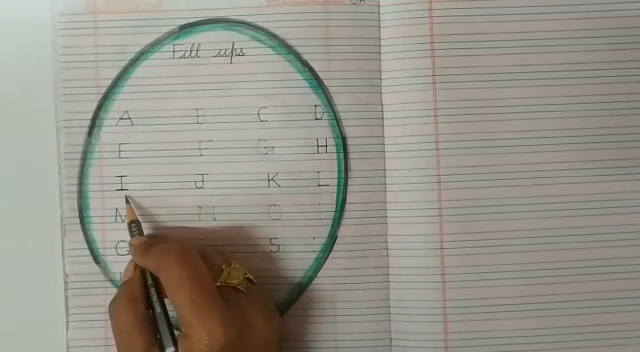 Fill ups
A B C D
E F G H
I J K L
M N O
Q S